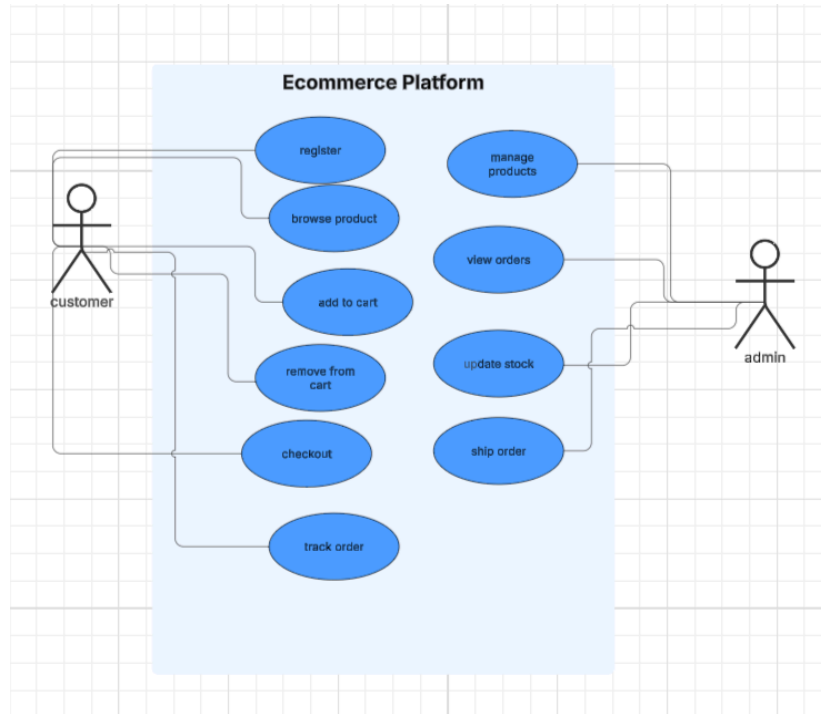 Ecommerce Platform
register
manage
products
browse product
view orders
customer
add to cart
admin
update stock
remove from
cart
checkout
ship order
track order